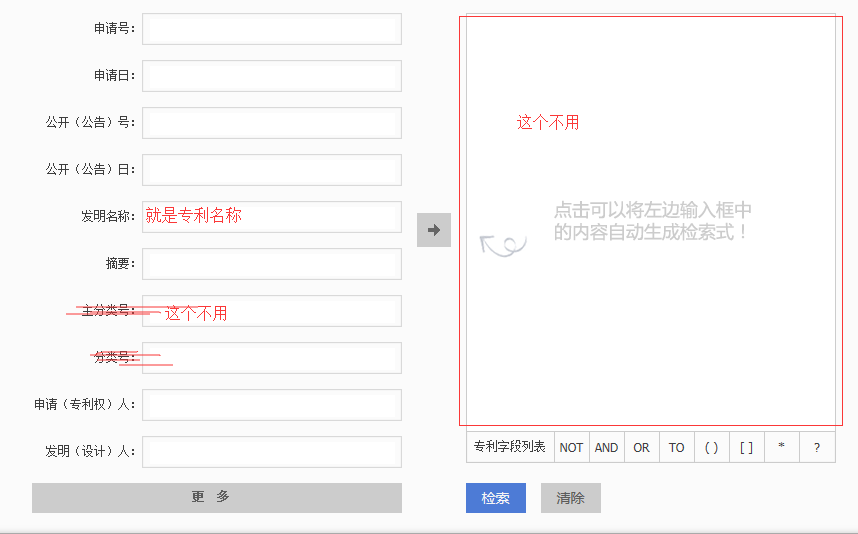 申请号：
申请日：
公开（公告）号：
公开（公告）日：
发明名称： 就是专利名称
摘要：
主分类号： 这个不用
分类号：
申请（专利权）人：
发明（设计）人：
更 多
这个不用
点击可以将左边输入框中
的内容自动生成检索式！
专利字段列表 NOT AND OR TO ( ) [ ] * ?
检索 清除